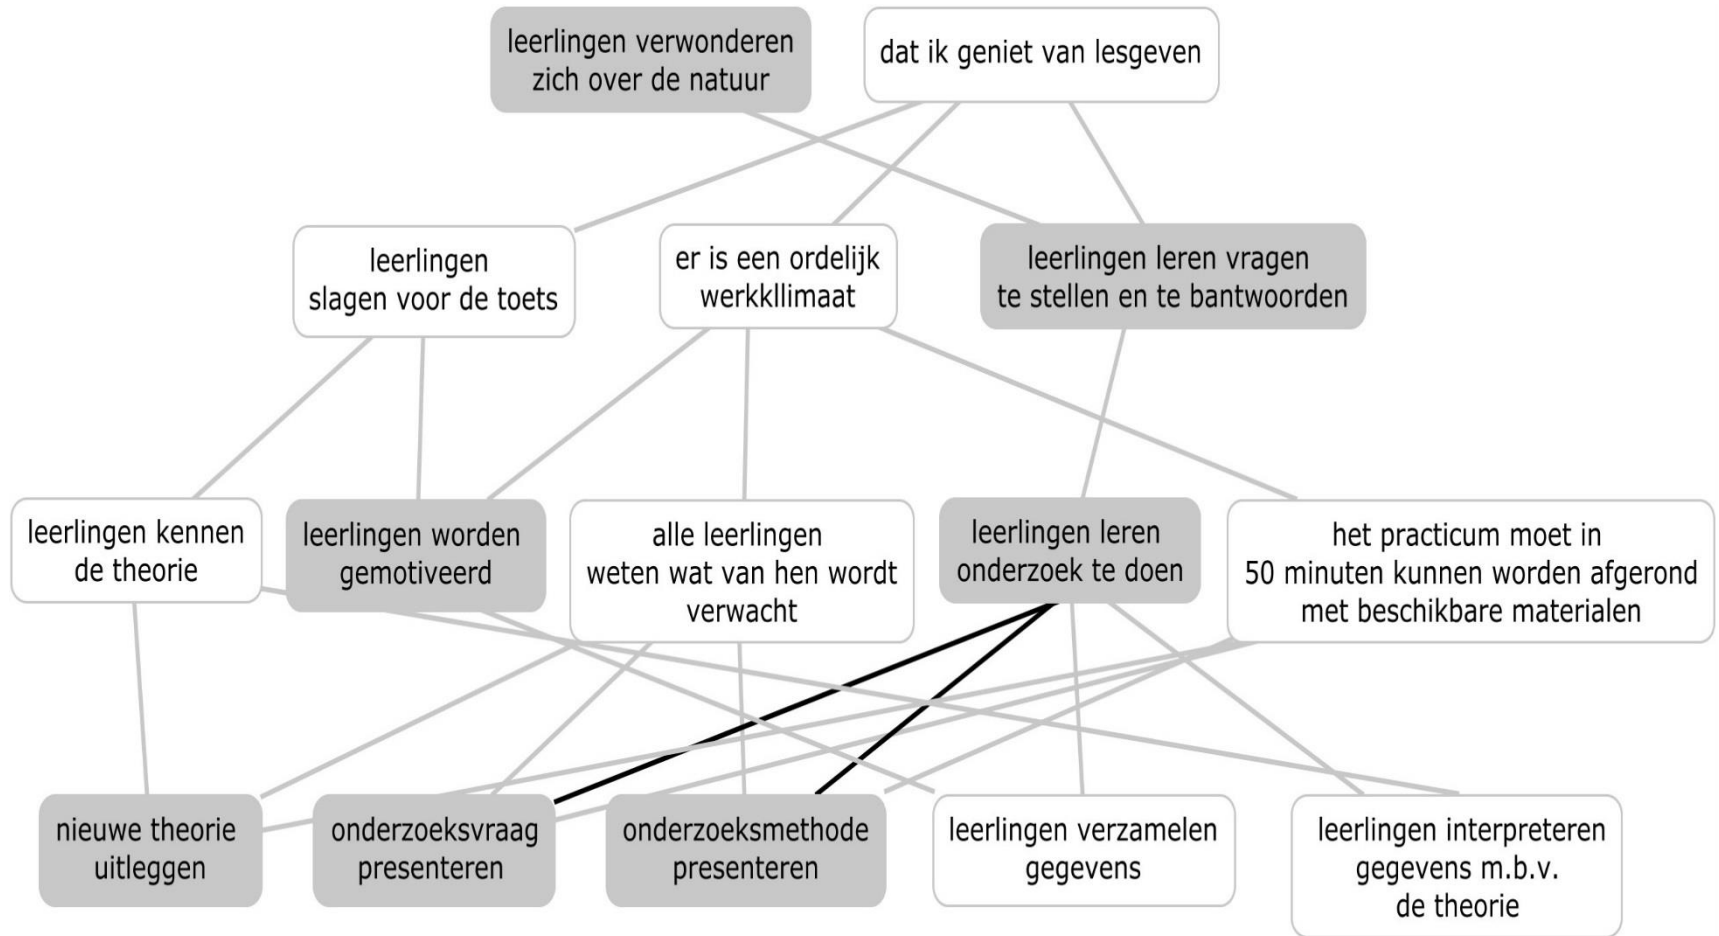 leerlingen verwonderen
zich over de natuur
dat ik geniet van lesgeven
leerlingen
slagen voor de toets
er is een ordelijk
werkkllimaat
leerlingen leren vragen
te stellen en te bantwoorden
leerlingen kennen
de theorie
leerlingen worden
gemotiveerd
alle leerlingen
weten wat van hen wordt
verwacht
leerlingen leren
onderzoek te doen
het practicum moet in
50 minuten kunnen worden afgerond
met beschikbare materialen
nieuwe theorie
uitleggen
onderzoeksvraag
presenteren
onderzoeksmethode
presenteren
leerlingen verzamelen
gegevens
leerlingen interpreteren
gegevens m.b.v.
de theorie